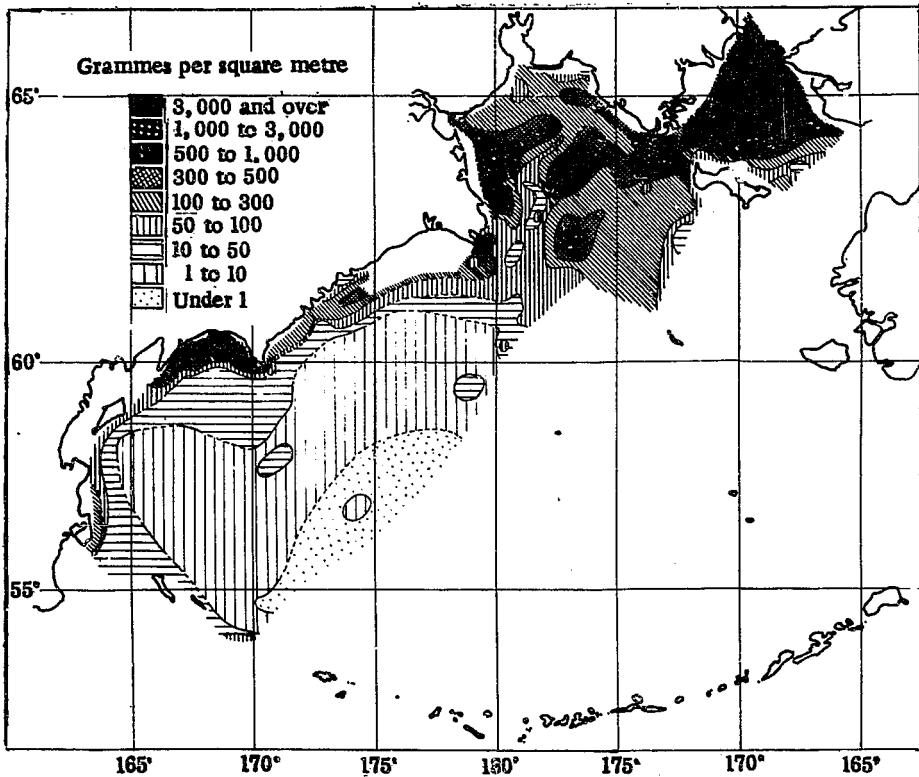 Grammes per square metre
3,000 and over
1,000 to 3,000
500 to 1.000
300 to 500
100 to 300
50 to 100
10 to 50
1 to 10
Under 1
65°
60°
55°
165° 170° 175° 180° 175° 170° 165°